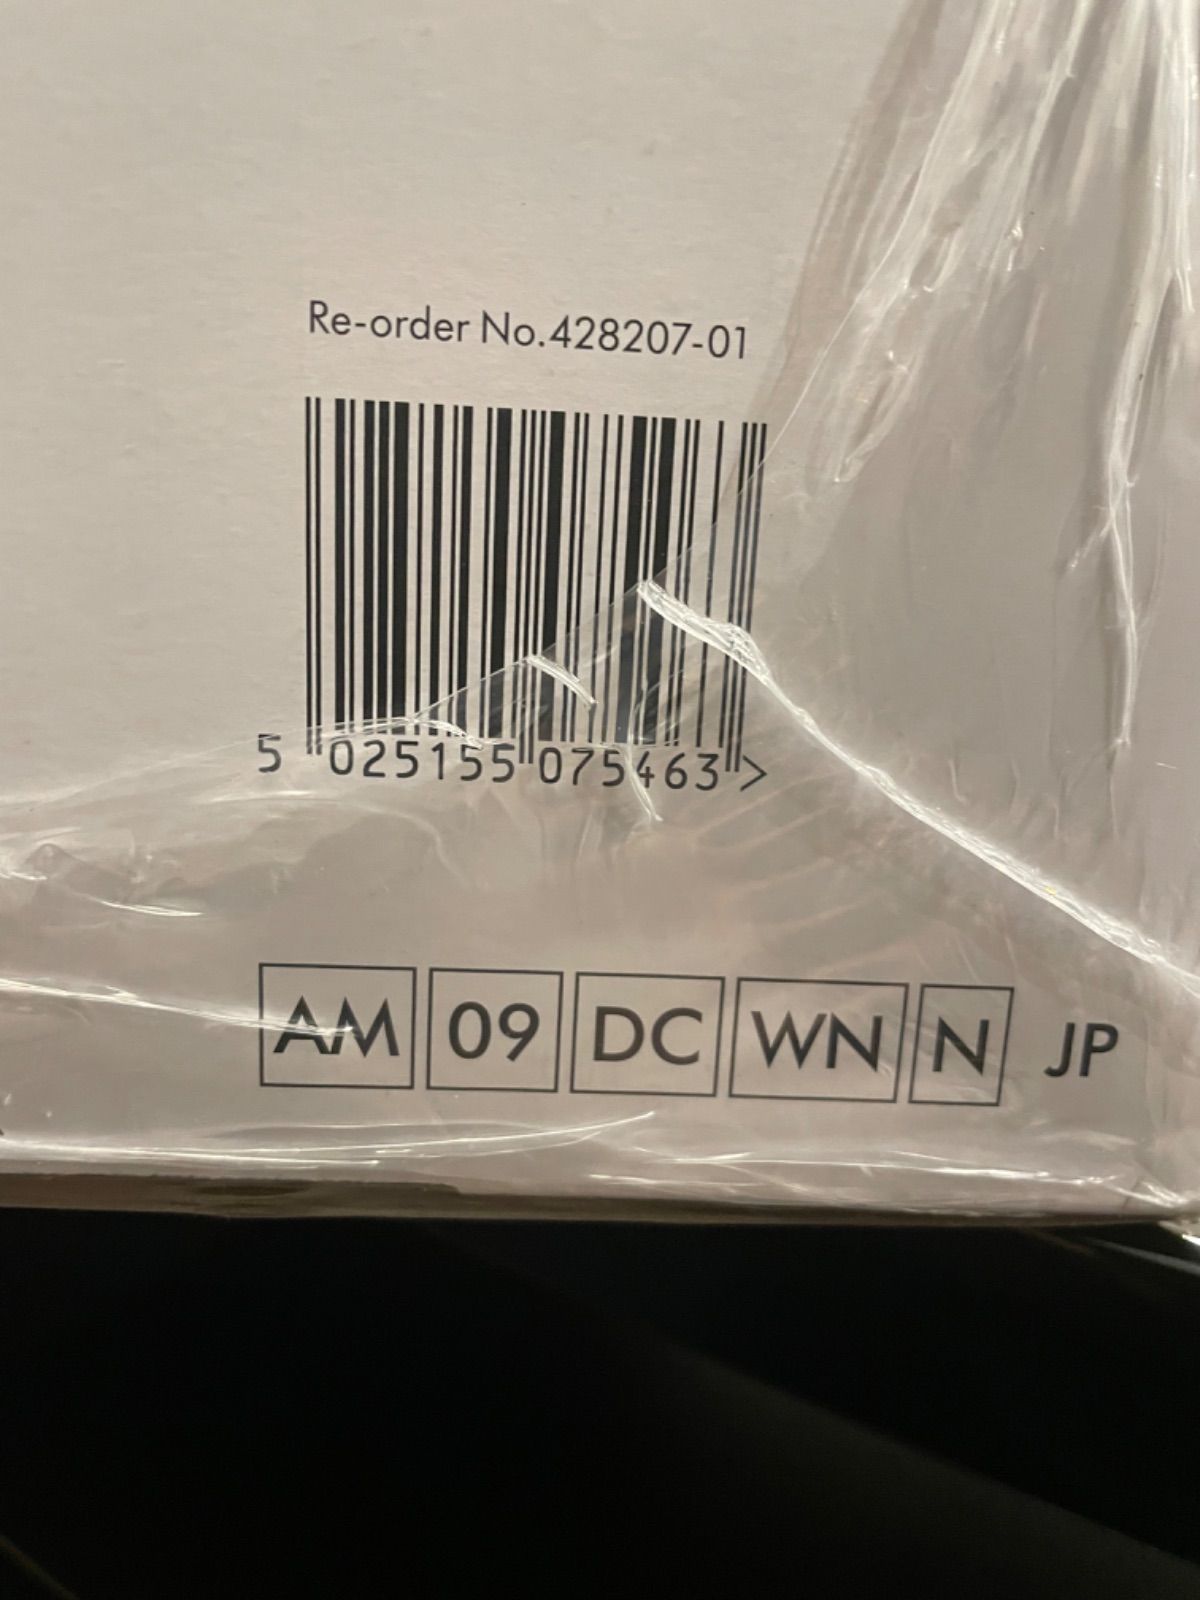 Re-order No.428207-01
5 025155 075463 >
AM 09 DC WN N JP